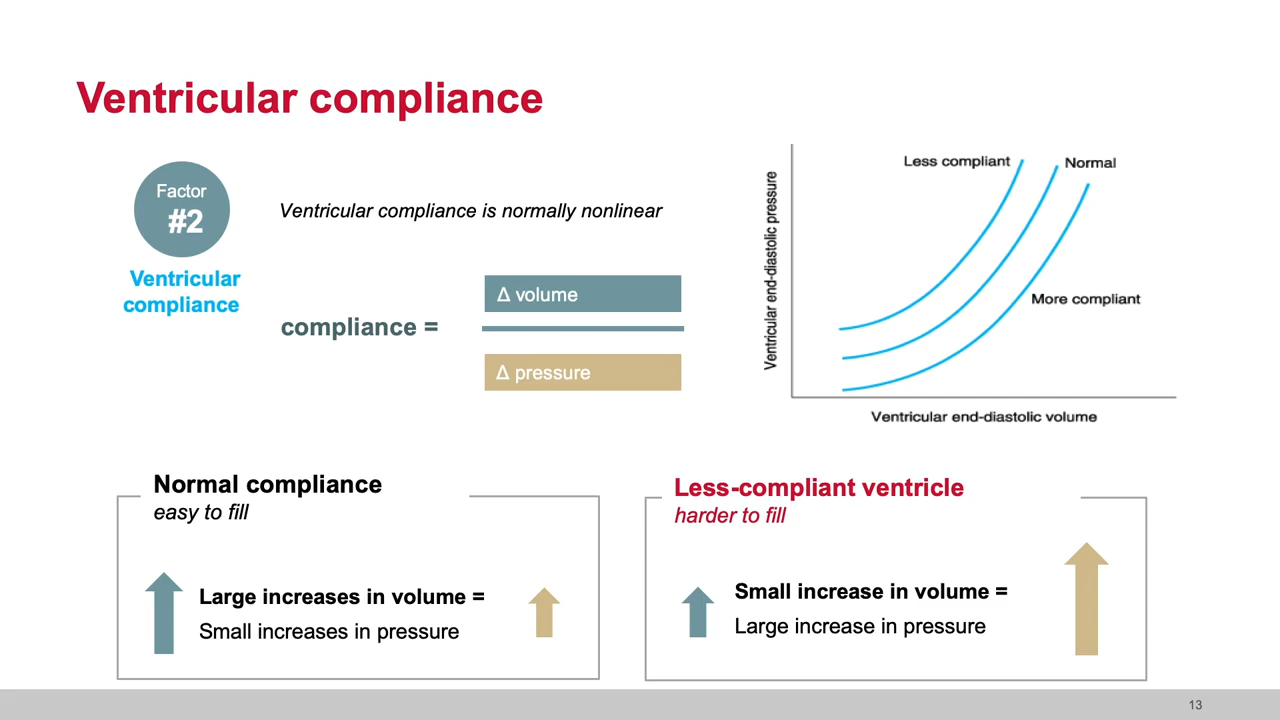 Ventricular compliance
Factor
#2
Ventricular
compliance
Ventricular compliance is normally nonlinear
compliance =
Δ volume
Δ pressure
Ventricular end-diastolic pressure
Less compliant
Normal
More compliant
Ventricular end-diastolic volume
Normal compliance
easy to fill
Large increases in volume =
Small increases in pressure
Less-compliant ventricle
harder to fill
Small increase in volume =
Large increase in pressure
13